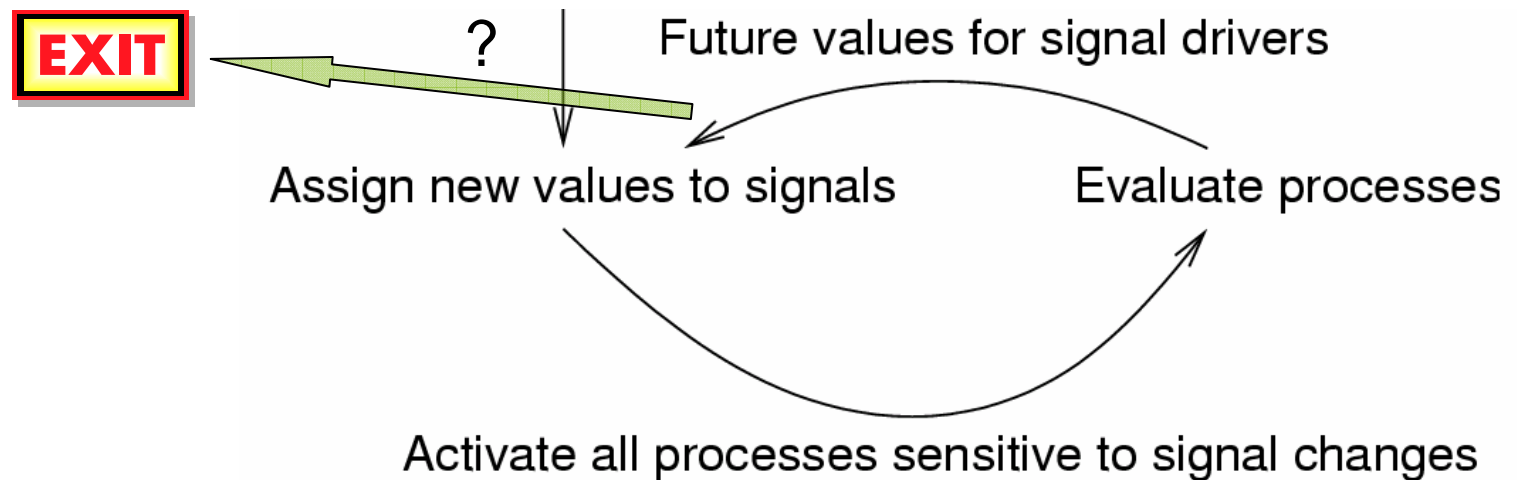 EXIT
?
Future values for signal drivers
Assign new values to signals
Evaluate processes
Activate all processes sensitive to signal changes